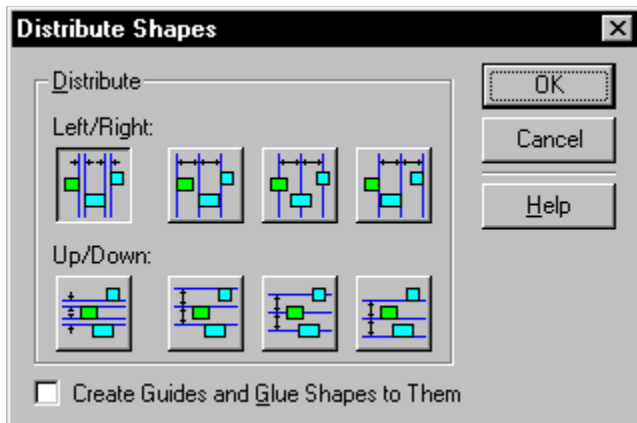 Distribute Shapes
Distribute
OK
Left/Right:
Cancel
Help
Up/Down:
Create Guides and Glue Shapes to Them